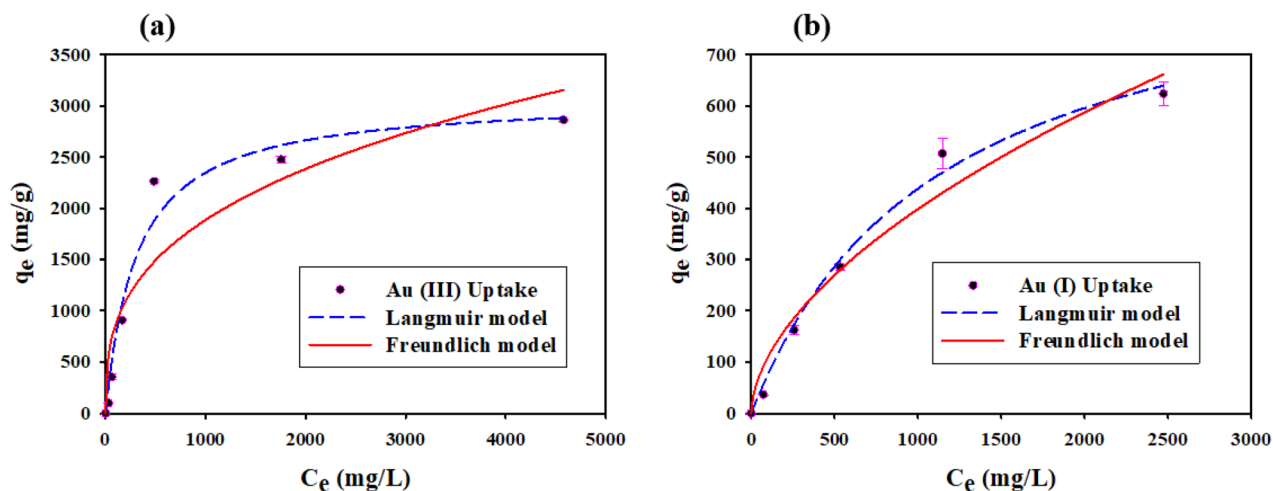 (a)
3500
3000
2500
2000
1500
1000
500
0
qe (mg/g)
Au (III) Uptake
Langmuir model
Freundlich model
0 1000 2000 3000 4000 5000
Ce (mg/L)
(b)
700
600
500
400
300
200
100
0
qe (mg/g)
Au (I) Uptake
Langmuir model
Freundlich model
0 500 1000 1500 2000 2500 3000
Ce (mg/L)